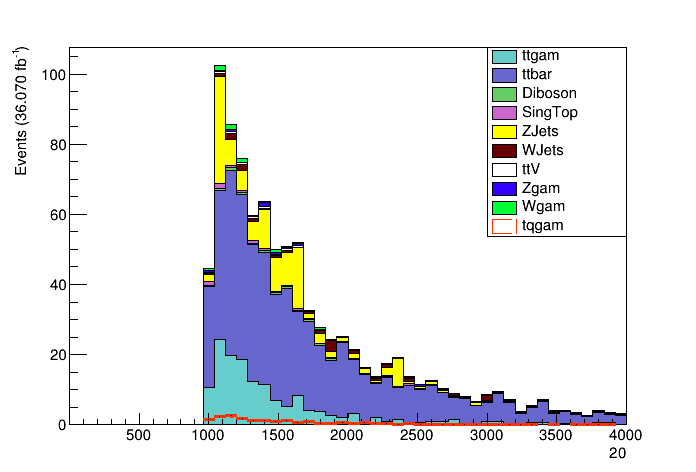 Events (36.070 fb⁻¹)
100
80
60
40
20
0
500 1000 1500 2000 2500 3000 3500 4000
20
ttgam
ttbar
Diboson
SingTop
ZJets
WJets
ttV
Zgam
Wgam
tqgam